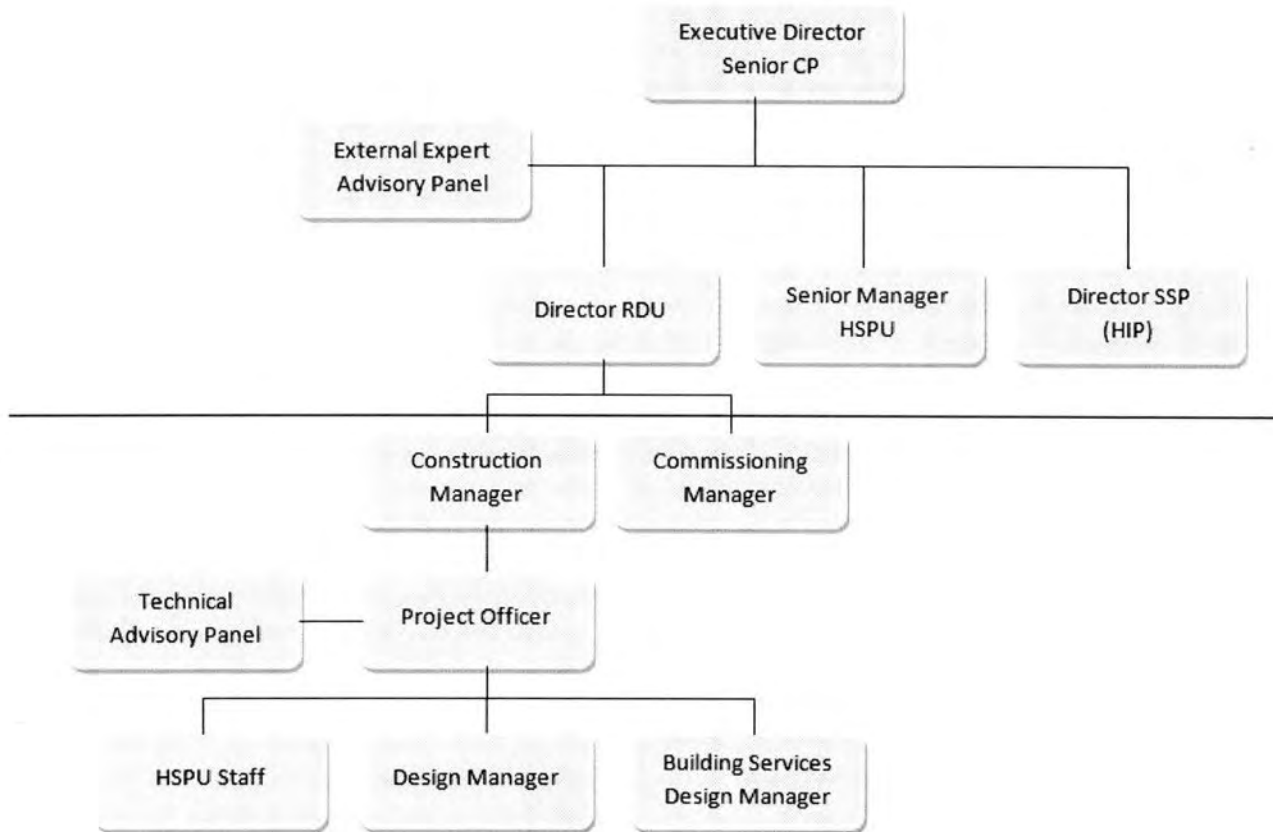 Executive Director
Senior CP
External Expert
Advisory Panel
Director RDU
Senior Manager
HSPU
Director SSP
(HIP)
Construction
Manager
Commissioning
Manager
Technical
Advisory Panel
Project Officer
HSPU Staff
Design Manager
Building Services
Design Manager